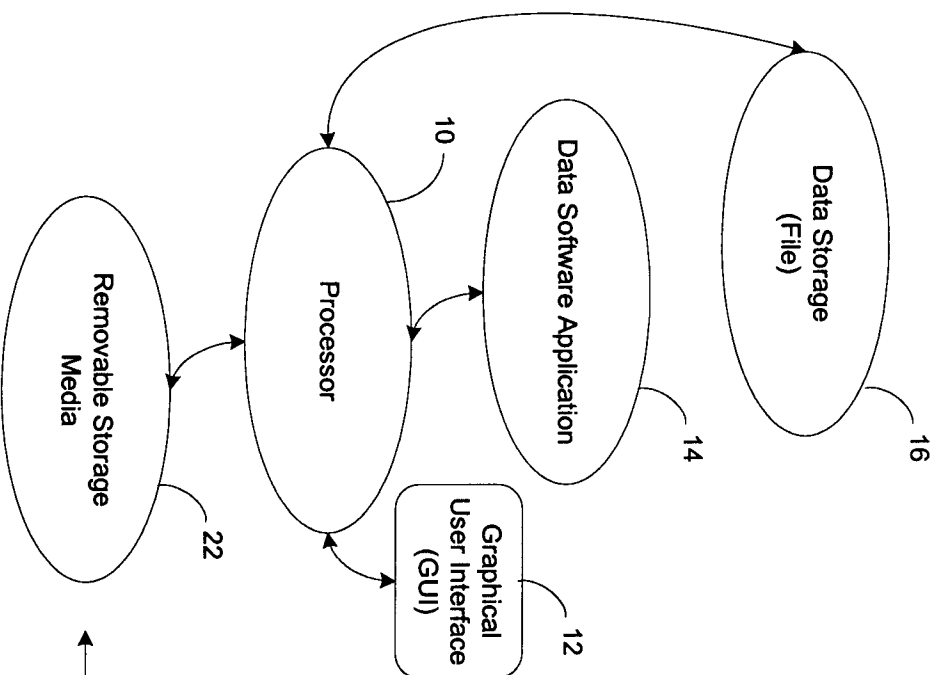 Data Storage
(File)
16
Data Software Application
14
10
Processor
Graphical
User Interface
(GUI)
12
Removable Storage
Media
22